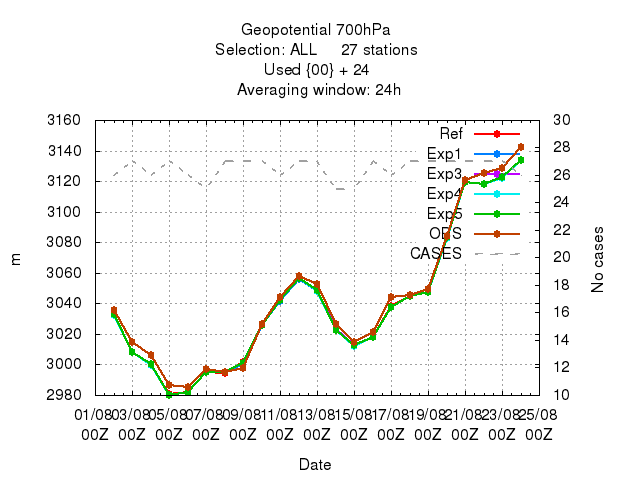 Geopotential 700hPa
Selection: ALL 27 stations
Used {00} + 24
Averaging window: 24h
3160
3140
3120
3100
3080
3060
3040
3020
3000
2980
m
30
28
26
24
22
20
18
16
14
12
10
No cases
Ref
Exp1
Exp3
Exp4
Exp5
OBS
CASES
01/08 03/08 05/08 07/08 09/08 11/08 13/08 15/08 17/08 19/08 21/08 23/08 25/08
00Z 00Z 00Z 00Z 00Z 00Z 00Z 00Z 00Z 00Z 00Z 00Z 00Z
Date